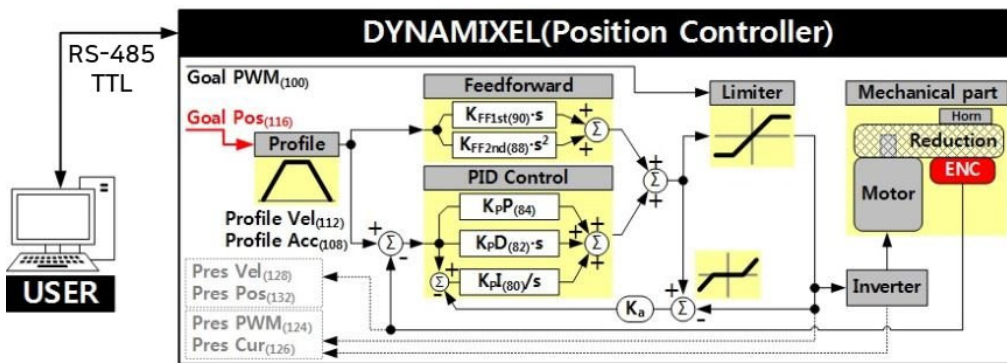 DYNAMIXEL(Position Controller)
RS-485
TTL
Goal PWM(100)
Feedforward
Limiter
Mechanical part
Horn
Goal Pos(116)
KFF1st(90)·s
Σ
Profile
KFF2nd(88)·s²
Reduction
ENC
PID Control
Σ
Motor
Profile Vel(112)
Profile Acc(108)
KPP(84)
Σ
KPD(82)·s
Σ
Σ
KPI(80)/s
Pres Vel(128)
Pres Pos(132)
Ka
Σ
Inverter
USER
Pres PWM(124)
Pres Cur(126)